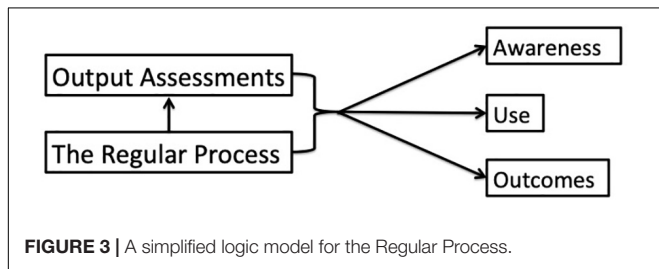 Output Assessments
The Regular Process
Awareness
Use
Outcomes
FIGURE 3 | A simplified logic model for the Regular Process.